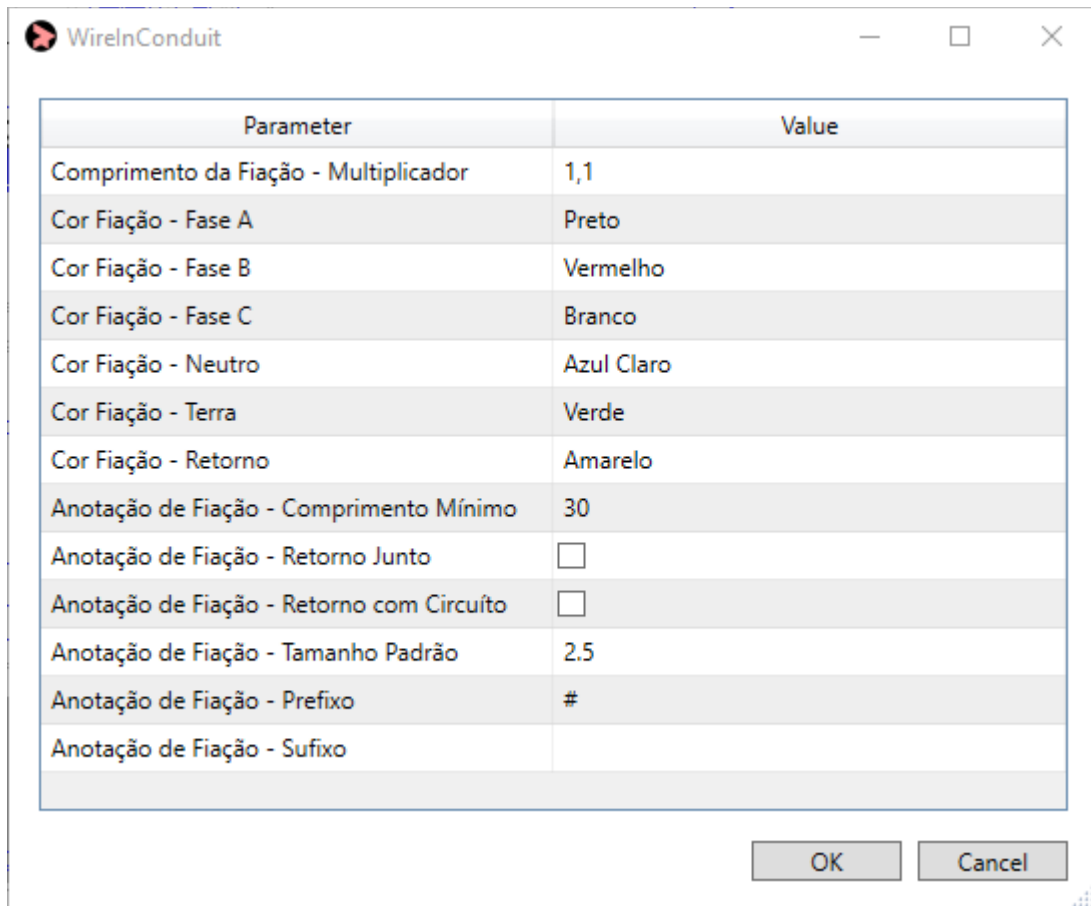 WireInConduit
Parameter Value
Comprimento da Fiação - Multiplicador 1,1
Cor Fiação - Fase A Preto
Cor Fiação - Fase B Vermelho
Cor Fiação - Fase C Branco
Cor Fiação - Neutro Azul Claro
Cor Fiação - Terra Verde
Cor Fiação - Retorno Amarelo
Anotação de Fiação - Comprimento Mínimo 30
Anotação de Fiação - Retorno Junto
Anotação de Fiação - Retorno com Circuíto
Anotação de Fiação - Tamanho Padrão 2.5
Anotação de Fiação - Prefixo #
Anotação de Fiação - Sufixo
OK Cancel